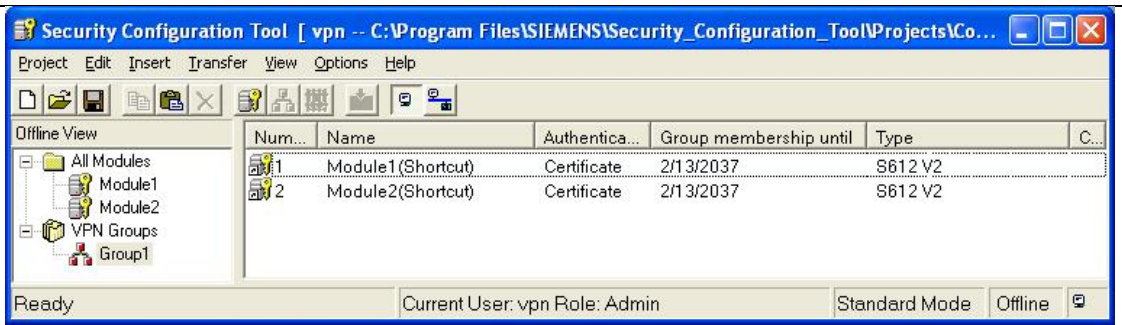 Security Configuration Tool [ vpn -- C:\Program Files\SIEMENS\Security_Configuration_Tool\Projects\Co...
Project Edit Insert Transfer View Options Help
Offline View
All Modules
Module1
Module2
VPN Groups
Group1
Num... Name Authentica... Group membership until Type C...
1 Module1(Shortcut) Certificate 2/13/2037 S612 V2
2 Module2(Shortcut) Certificate 2/13/2037 S612 V2
Ready Current User: vpn Role: Admin Standard Mode Offline